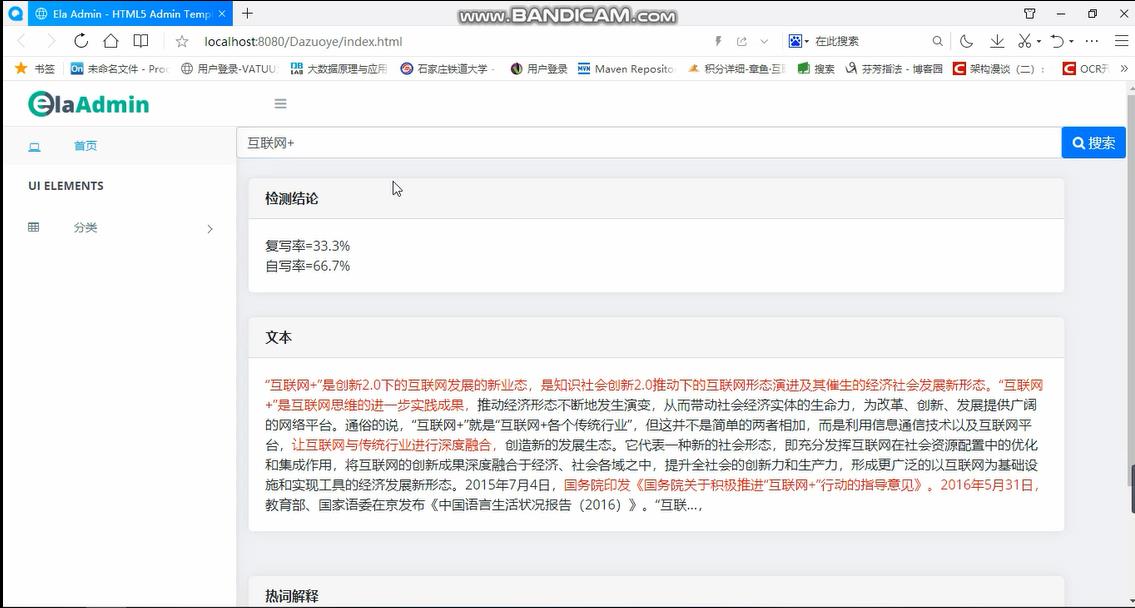 Ela Admin - HTML5 Admin Temp
www.BANDICAM.com
localhost:8080/Dazuoye/index.html
在此搜索
书签
未命名文件 - Proc
用户登录-VATUU
大数据原理与应用
石家庄铁道大学 -
用户登录
Maven Reposito
积分详细-章鱼互
搜索
芬芳指法 - 博客园
架构漫谈（二）:
OCR
elaAdmin
首页
UI ELEMENTS
分类
互联网+
搜索
检测结论
复写率=33.3%
自写率=66.7%
文本
“互联网+”是创新2.0下的互联网发展的新业态，是知识社会创新2.0推动下的互联网形态演进及其催生的经济社会发展新形态。“互联网
+”是互联网思维的进一步实践成果，推动经济形态不断地发生演变，从而带动社会经济实体的生命力，为改革、创新、发展提供广阔
的网络平台。通俗的说，“互联网+”就是“互联网+各个传统行业”，但这并不是简单的两者相加，而是利用信息通信技术以及互联网平
台，让互联网与传统行业进行深度融合，创造新的发展生态。它代表一种新的社会形态，即充分发挥互联网在社会资源配置中的优化
和集成作用，将互联网的创新成果深度融合于经济、社会各域之中，提升全社会的创新力和生产力，形成更广泛的以互联网为基础设
施和实现工具的经济发展新形态。2015年7月4日，国务院印发《国务院关于积极推进“互联网+”行动的指导意见》。2016年5月31日，
教育部、国家语委在京发布《中国语言生活状况报告（2016）》。“互联...，
热词解释